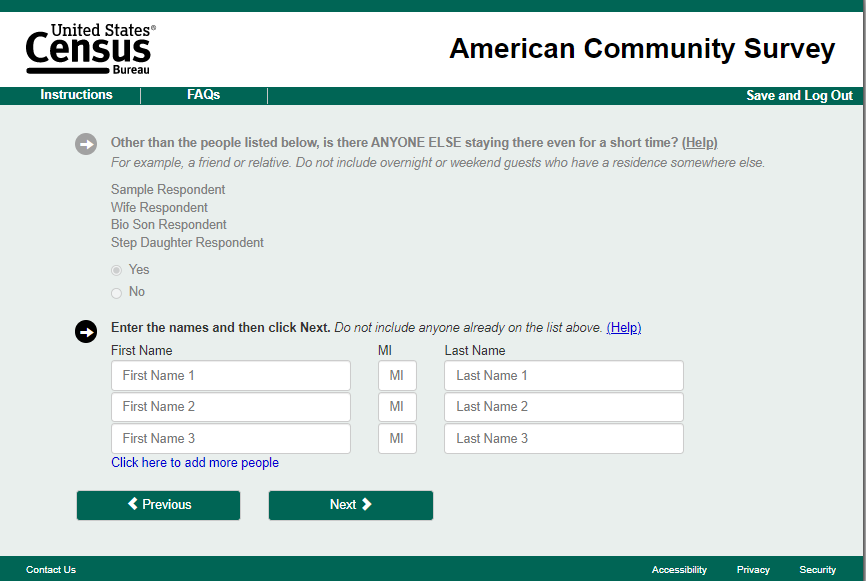 United States®
Census
Bureau
American Community Survey
Instructions
FAQs
Save and Log Out
Other than the people listed below, is there ANYONE ELSE staying there even for a short time? (Help)
For example, a friend or relative. Do not include overnight or weekend guests who have a residence somewhere else.
Sample Respondent
Wife Respondent
Bio Son Respondent
Step Daughter Respondent
Yes
No
Enter the names and then click Next. Do not include anyone already on the list above. (Help)
First Name MI Last Name
First Name 1 MI Last Name 1
First Name 2 MI Last Name 2
First Name 3 MI Last Name 3
Click here to add more people
Previous Next
Contact Us Accessibility Privacy Security